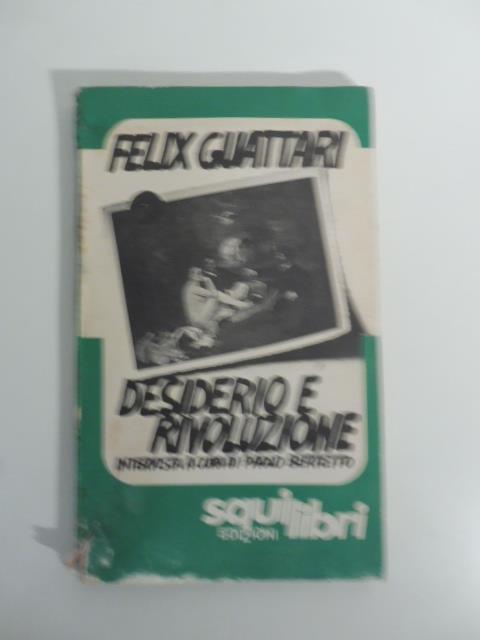 FELIX GUATTARI
DESIDERIO E
RIVOLUZIONE
INTERVISTA A CURA DI PAOLO BERTETTO
squilibri
EDIZIONI